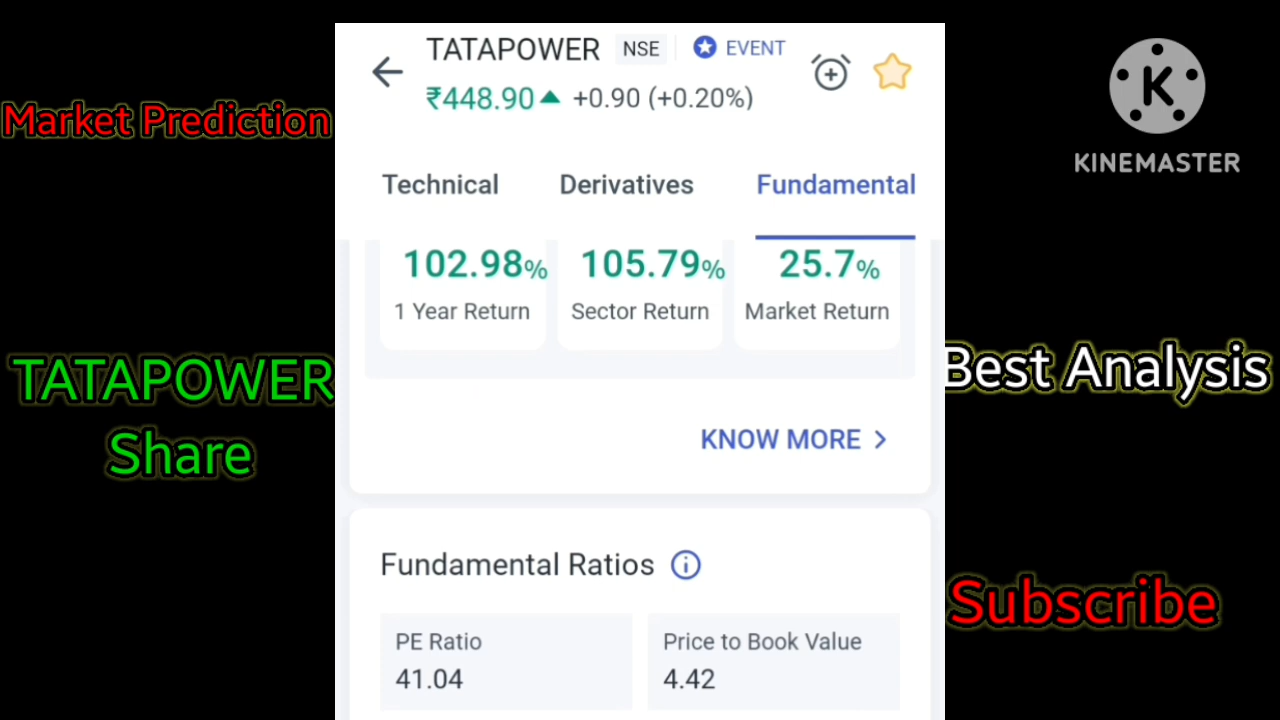 TATAPOWER NSE EVENT
₹448.90 +0.90 (+0.20%)
Market Prediction
K
KINEMASTER
Technical Derivatives Fundamental
102.98% 105.79% 25.7%
1 Year Return Sector Return Market Return
TATAPOWER
Share
Best Analysis
KNOW MORE >
Fundamental Ratios i
Subscribe
PE Ratio Price to Book Value
41.04 4.42